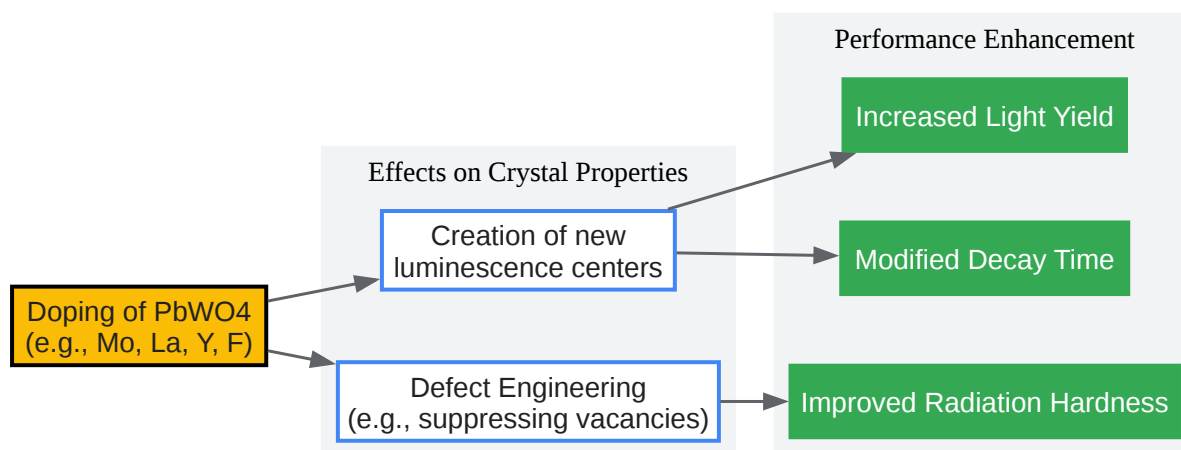 Performance Enhancement
Increased Light Yield
Effects on Crystal Properties
Creation of new
luminescence centers
Modified Decay Time
Doping of PbWO4
(e.g., Mo, La, Y, F)
Defect Engineering
(e.g., suppressing vacancies)
Improved Radiation Hardness